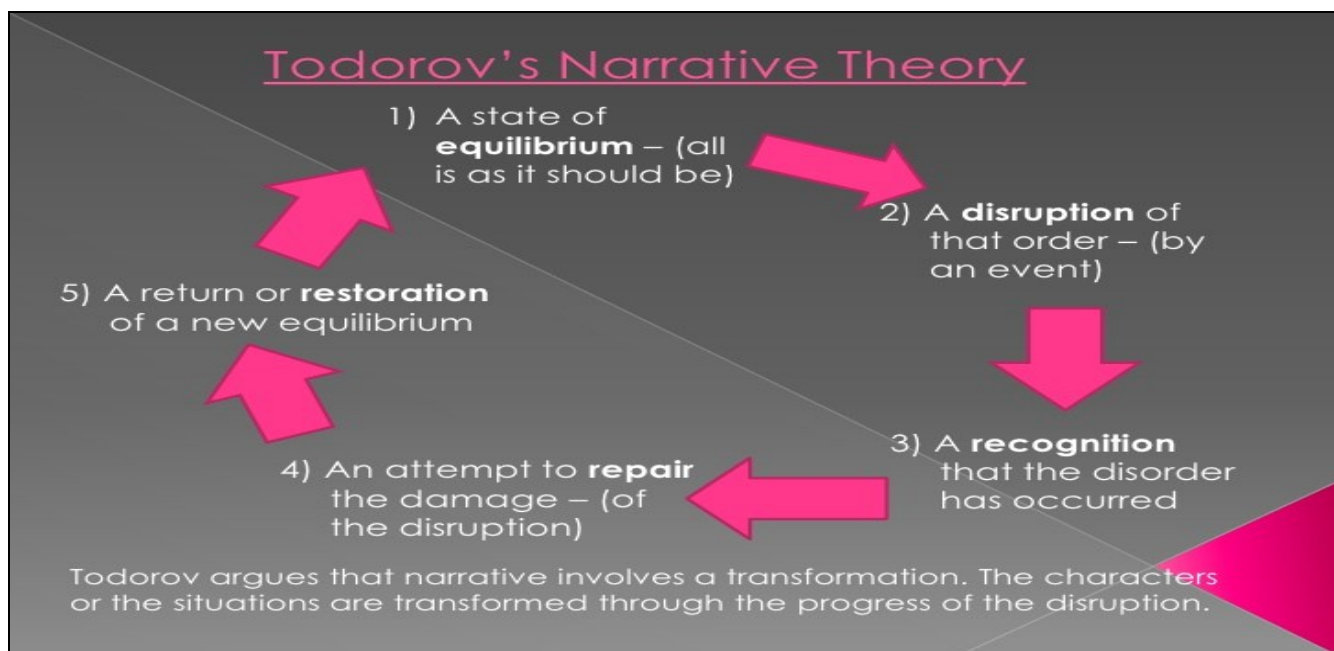 Todorov’s Narrative Theory
1) A state of
equilibrium – (all
is as it should be)
2) A disruption of
that order – (by
an event)
3) A recognition
that the disorder
has occurred
4) An attempt to repair
the damage – (of
the disruption)
5) A return or restoration
of a new equilibrium
Todorov argues that narrative involves a transformation. The characters
or the situations are transformed through the progress of the disruption.